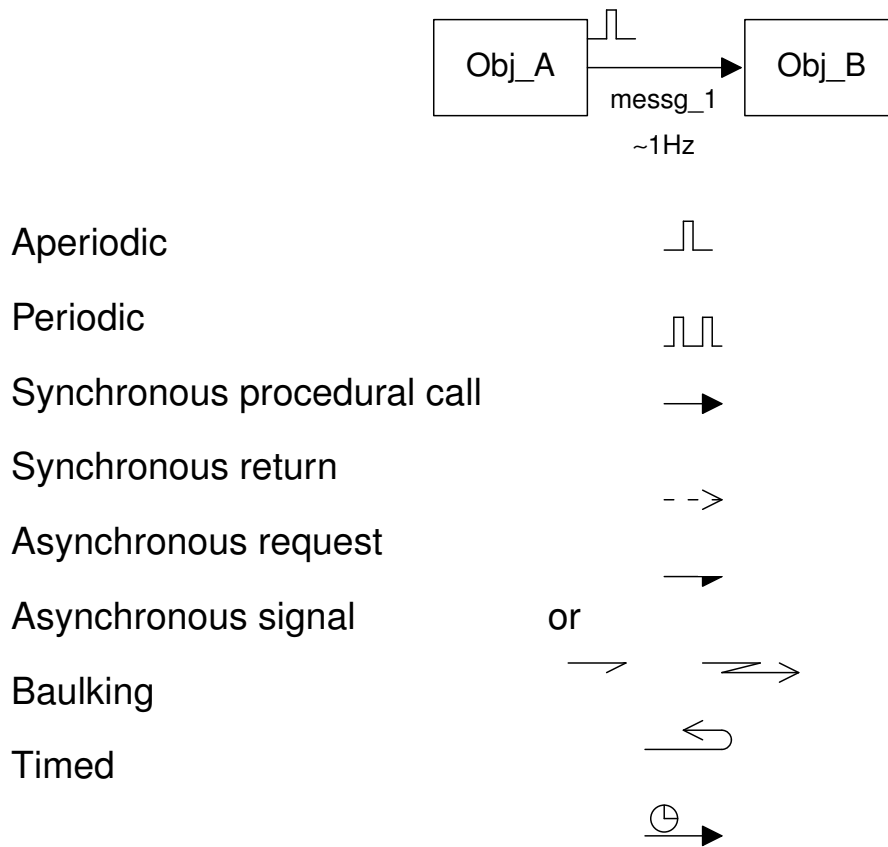 Obj_A
Obj_B
messg_1
~1Hz
Aperiodic
Periodic
Synchronous procedural call
Synchronous return
Asynchronous request
Asynchronous signal or
Baulking
Timed